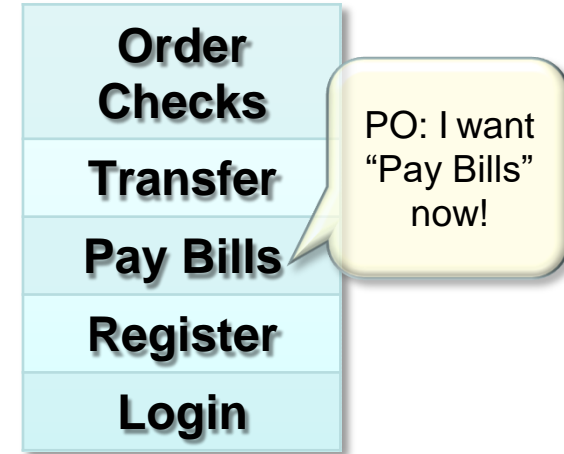 Order
Checks
Transfer
Pay Bills
Register
Login
PO: I want
“Pay Bills”
now!